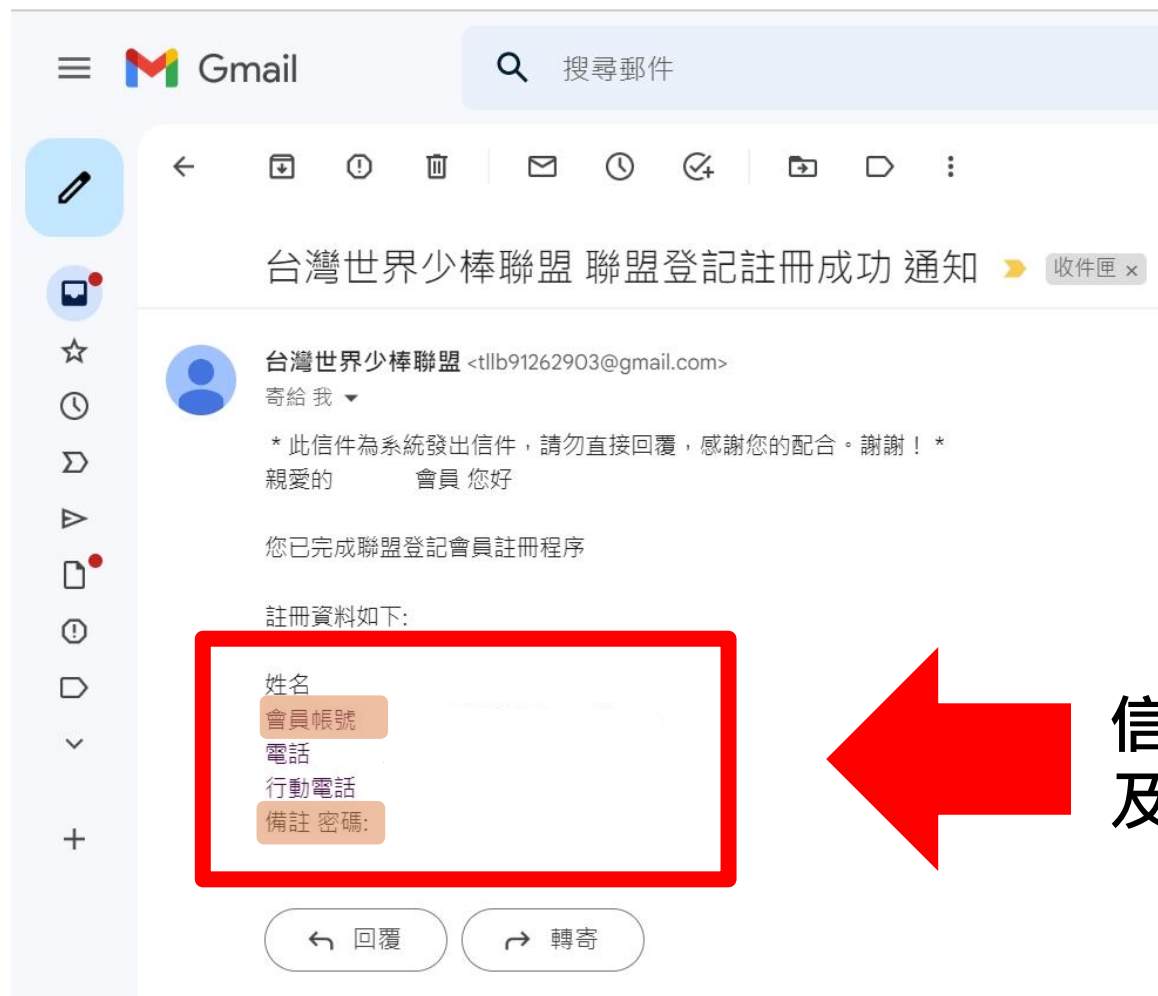 Gmail
搜尋郵件
台灣世界少棒聯盟 聯盟登記註冊成功 通知
收件匣 ×
台灣世界少棒聯盟 <tllb91262903@gmail.com>
寄給 我
* 此信件為系統發出信件，請勿直接回覆，感謝您的配合。謝謝！*
親愛的 會員 您好
您已完成聯盟登記會員註冊程序
註冊資料如下:
姓名
會員帳號
電話
行動電話
備註 密碼:
信
及
回覆
轉寄